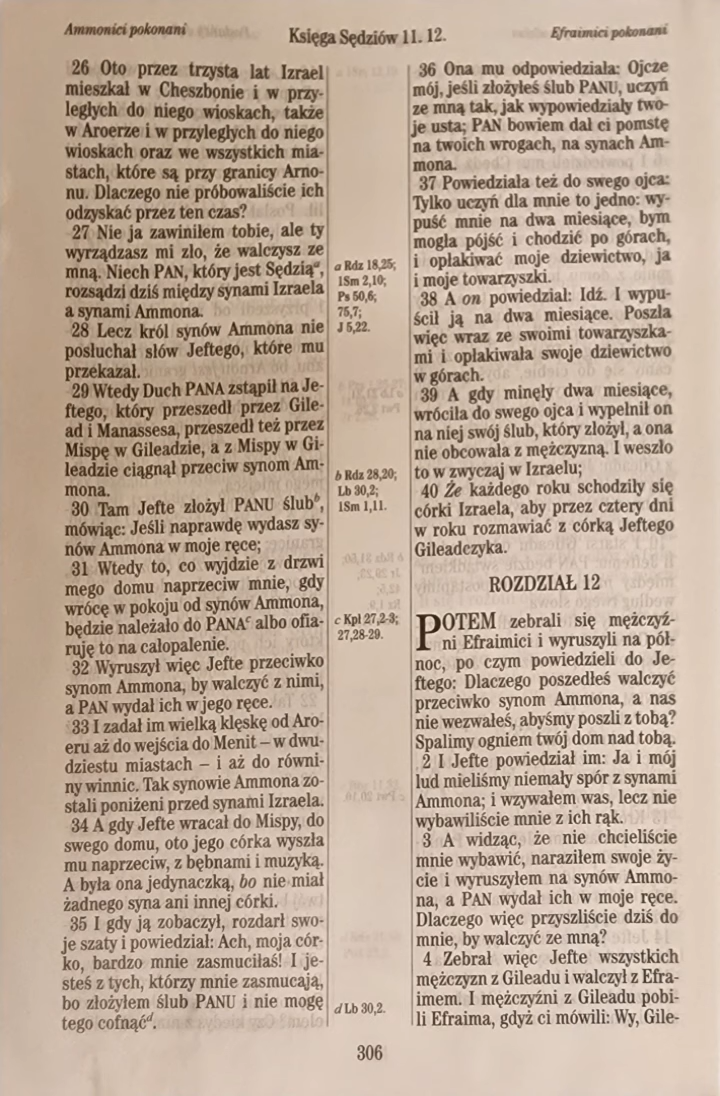 Ammonici pokonani
Księga Sędziów 11. 12.
Efraimici pokonani
26 Oto przez trzysta lat Izrael
mieszkał w Cheszbonie i w przy-
ległych do niego wioskach, także
w Aroerze i w przyległych do niego
wioskach oraz we wszystkich mia-
stach, które są przy granicy Arno-
nu. Dlaczego nie próbowaliście ich
odzyskać przez ten czas?
27 Nie ja zawiniłem tobie, ale ty
wyrządzasz mi zło, że walczysz ze
mną. Niech PAN, który jest Sędziąᵃ,
rozsądzi dziś między synami Izraela
a synami Ammona.
28 Lecz król synów Ammona nie
posłuchał słów Jeftego, które mu
przekazał.
29 Wtedy Duch PANA zstąpił na Je-
ftego, który przeszedł przez Gile-
ad i Manassesa, przeszedł też przez
Mispę w Gileadzie, a z Mispy w Gi-
leadzie ciągnął przeciw synom Am-
mona.
30 Tam Jefte złożył PANU ślubᵇ,
mówiąc: Jeśli naprawdę wydasz sy-
nów Ammona w moje ręce;
31 Wtedy to, co wyjdzie z drzwi
mego domu naprzeciw mnie, gdy
wrócę w pokoju od synów Ammona,
będzie należało do PANAᶜ albo ofia-
ruję to na całopalenie.
32 Wyruszył więc Jefte przeciwko
synom Ammona, by walczyć z nimi,
a PAN wydał ich w jego ręce.
33 I zadał im wielką klęskę od Aro-
eru aż do wejścia do Menit – w dwu-
dziestu miastach – i aż do równi-
ny winnic. Tak synowie Ammona zo-
stali poniżeni przed synami Izraela.
34 A gdy Jefte wracał do Mispy, do
swego domu, oto jego córka wyszła
mu naprzeciw, z bębnami i muzyką.
A była ona jedynaczką, bo nie miał
żadnego syna ani innej córki.
35 I gdy ją zobaczył, rozdarł swo-
je szaty i powiedział: Ach, moja cór-
ko, bardzo mnie zasmuciłaś! I je-
steś z tych, którzy mnie zasmucają,
bo złożyłem ślub PANU i nie mogę
tego cofnąćᵈ.
a Rdz 18,25;
1Sm 2,10;
Ps 50,6;
75,7;
J 5,22.
b Rdz 28,20;
Lb 30,2;
1Sm 1,11.
c Kpł 27,2-3;
27,28-29.
d Lb 30,2.
36 Ona mu odpowiedziała: Ojcze
mój, jeśli złożyłeś ślub PANU, uczyń
ze mną tak, jak wypowiedziały two-
je usta; PAN bowiem dał ci pomstę
na twoich wrogach, na synach Am-
mona.
37 Powiedziała też do swego ojca:
Tylko uczyń dla mnie to jedno: wy-
puść mnie na dwa miesiące, bym
mogła pójść i chodzić po górach,
i opłakiwać moje dziewictwo, ja
i moje towarzyszki.
38 A on powiedział: Idź. I wypu-
ścił ją na dwa miesiące. Poszła
więc wraz ze swoimi towarzyszka-
mi i opłakiwała swoje dziewictwo
w górach.
39 A gdy minęły dwa miesiące,
wróciła do swego ojca i wypełnił on
na niej swój ślub, który złożył, a ona
nie obcowała z mężczyzną. I weszło
to w zwyczaj w Izraelu;
40 Że każdego roku schodziły się
córki Izraela, aby przez cztery dni
w roku rozmawiać z córką Jeftego
Gileadczyka.
ROZDZIAŁ 12
POTEM zebrali się mężczyź-
ni Efraimici i wyruszyli na pół-
noc, po czym powiedzieli do Je-
ftego: Dlaczego poszedłeś walczyć
przeciwko synom Ammona, a nas
nie wezwałeś, abyśmy poszli z tobą?
Spalimy ogniem twój dom nad tobą.
2 I Jefte powiedział im: Ja i mój
lud mieliśmy niemały spór z synami
Ammona; i wzywałem was, lecz nie
wybawiliście mnie z ich rąk.
3 A widząc, że nie chcieliście
mnie wybawić, naraziłem swoje ży-
cie i wyruszyłem na synów Ammo-
na, a PAN wydał ich w moje ręce.
Dlaczego więc przyszliście dziś do
mnie, by walczyć ze mną?
4 Zebrał więc Jefte wszystkich
mężczyzn z Gileadu i walczył z Efra-
imem. I mężczyźni z Gileadu pobi-
li Efraima, gdyż ci mówili: Wy, Gile-
306